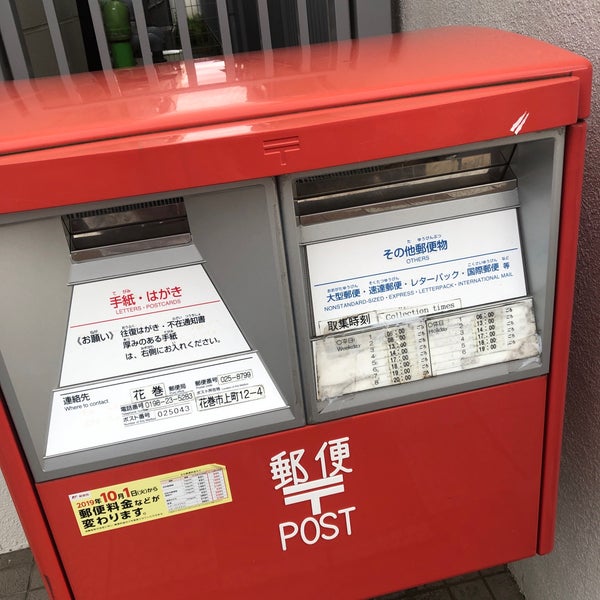 手紙・はがき
LETTERS・POSTCARDS
《お願い》往復はがき・不在通知書
厚みのある手紙
は、右側にお入れください。
連絡先
Where to contact
花巻 郵便局
郵便番号 025-8799
電話番号 0198-23-5283
ポスト番号 025043
花巻市上町12-4
その他郵便物
OTHERS
大型郵便・速達郵便・レターパック・国際郵便 等
NONSTANDARD-SIZED・EXPRESS・LETTERPACK・INTERNATIONAL MAIL
取集時刻 Collection times
2019年10月1日(火)から
郵便料金などが
変わります。
郵便
〒
POST